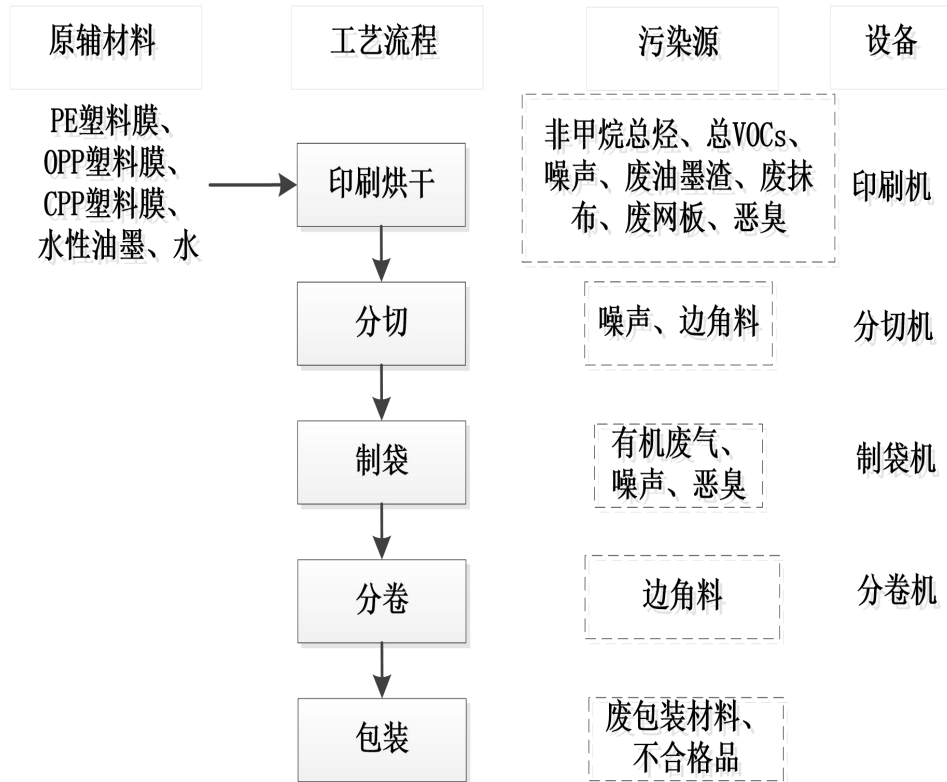 原辅材料
工艺流程
污染源
设备
PE塑料膜、
OPP塑料膜、
CPP塑料膜、
水性油墨、水
印刷烘干
非甲烷总烃、总VOCs、
噪声、废油墨渣、废抹
布、废网板、恶臭
印刷机
分切
噪声、边角料
分切机
制袋
有机废气、
噪声、恶臭
制袋机
分卷
边角料
分卷机
包装
废包装材料、
不合格品